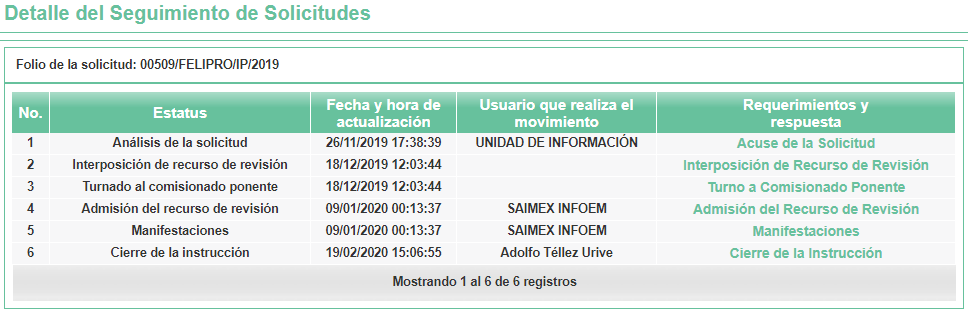 Detalle del Seguimiento de Solicitudes
Folio de la solicitud: 00509/FELIPRO/IP/2019
No. Estatus Fecha y hora de actualización Usuario que realiza el movimiento Requerimientos y respuesta
1 Análisis de la solicitud 26/11/2019 17:38:39 UNIDAD DE INFORMACIÓN Acuse de la Solicitud
2 Interposición de recurso de revisión 18/12/2019 12:03:44 Interposición de Recurso de Revisión
3 Turnado al comisionado ponente 18/12/2019 12:03:44 Turno a Comisionado Ponente
4 Admisión del recurso de revisión 09/01/2020 00:13:37 SAIMEX INFOEM Admisión del Recurso de Revisión
5 Manifestaciones 09/01/2020 00:13:37 SAIMEX INFOEM Manifestaciones
6 Cierre de la instrucción 19/02/2020 15:06:55 Adolfo Téllez Urive Cierre de la Instrucción
Mostrando 1 al 6 de 6 registros